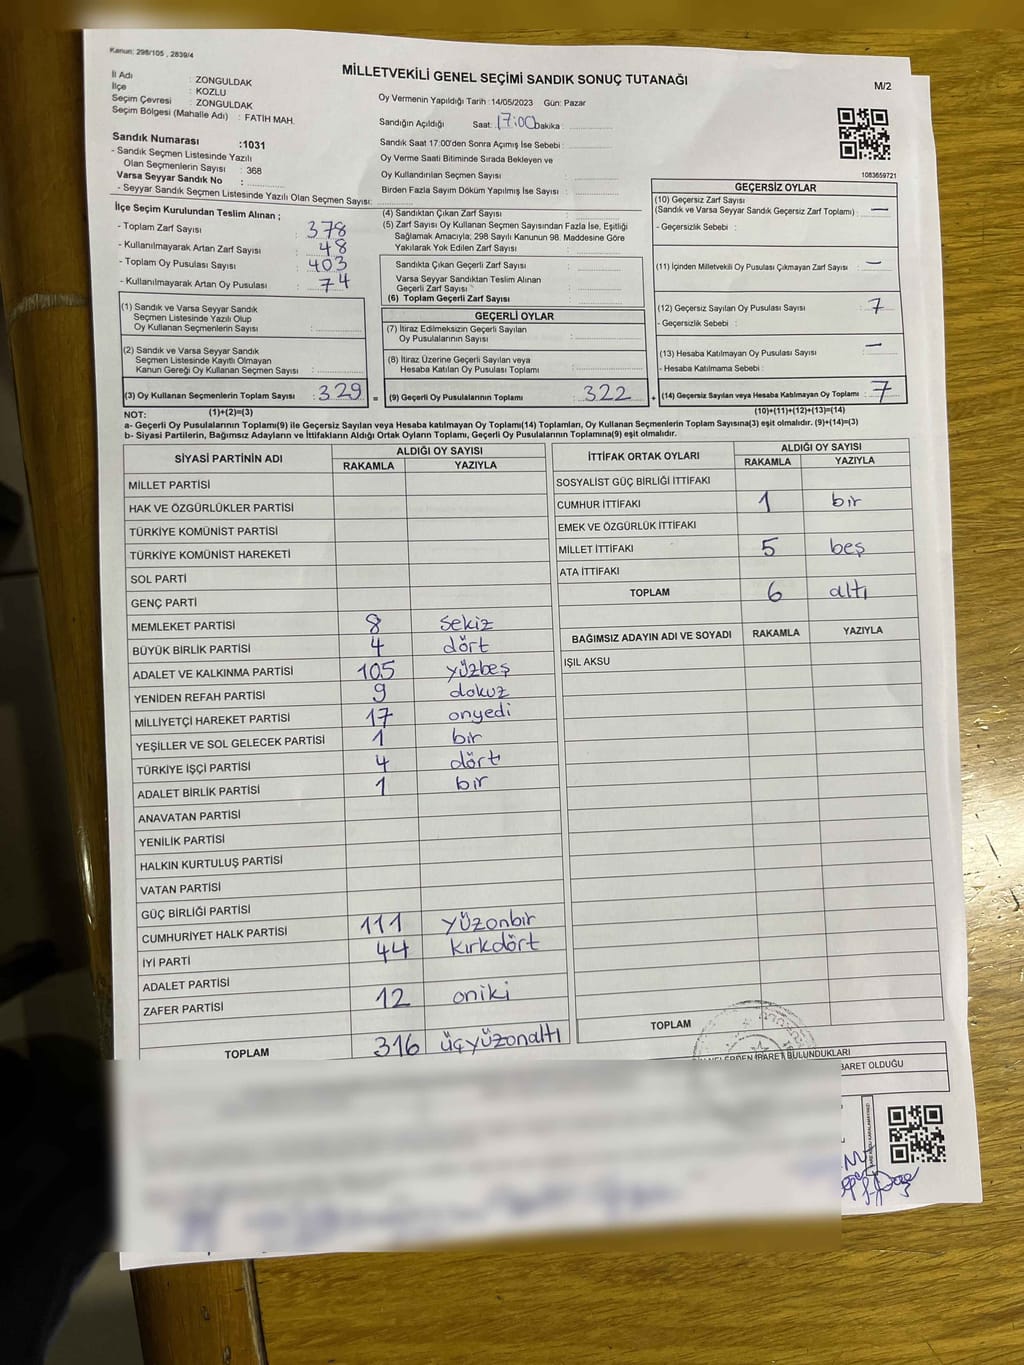 Kanun: 298/105 , 2839/4
MİLLETVEKİLİ GENEL SEÇİMİ SANDIK SONUÇ TUTANAĞI
M/2
İl Adı : ZONGULDAK
İlçe : KOZLU
Seçim Çevresi : ZONGULDAK
Seçim Bölgesi (Mahalle Adı) : FATİH MAH.
Oy Vermenin Yapıldığı Tarih : 14/05/2023 Gün: Pazar
Sandığın Açıldığı Saat: 17:00 Dakika :
Sandık Saat 17:00'den Sonra Açımış İse Sebebi :
Oy Verme Saati Bitiminde Sırada Bekleyen ve
Oy Kullandırılan Seçmen Sayısı :
Birden Fazla Sayım Döküm Yapılmış İse Sayısı :
1083659721
Sandık Numarası :1031
- Sandık Seçmen Listesinde Yazılı
Olan Seçmenlerin Sayısı : 368
Varsa Seyyar Sandık No :
- Seyyar Sandık Seçmen Listesinde Yazılı Olan Seçmen Sayısı:
İlçe Seçim Kurulundan Teslim Alınan ;
- Toplam Zarf Sayısı : 378
- Kullanılmayarak Artan Zarf Sayısı : 48
- Toplam Oy Pusulası Sayısı : 403
- Kullanılmayarak Artan Oy Pusulası : 74
(1) Sandık ve Varsa Seyyar Sandık
Seçmen Listesinde Yazılı Olup
Oy Kullanan Seçmenlerin Sayısı :
(2) Sandık ve Varsa Seyyar Sandık
Seçmen Listesinde Kayıtlı Olmayan
Kanun Gereği Oy Kullanan Seçmen Sayısı :
(3) Oy Kullanan Seçmenlerin Toplam Sayısı : 329 =
(1)+(2)=(3)
(4) Sandıktan Çıkan Zarf Sayısı :
(5) Zarf Sayısı Oy Kullanan Seçmen Sayısından Fazla İse, Eşitliği
Sağlamak Amacıyla; 298 Sayılı Kanunun 98. Maddesine Göre
Yakılarak Yok Edilen Zarf Sayısı :
Sandıkta Çıkan Geçerli Zarf Sayısı :
Varsa Seyyar Sandıktan Teslim Alınan
Geçerli Zarf Sayısı :
(6) Toplam Geçerli Zarf Sayısı :
GEÇERLİ OYLAR
(7) İtiraz Edilmeksizin Geçerli Sayılan
Oy Pusulalarının Sayısı :
(8) İtiraz Üzerine Geçerli Sayılan veya
Hesaba Katılan Oy Pusulası Toplamı :
(9) Geçerli Oy Pusulalarının Toplamı : 322 +
GEÇERSİZ OYLAR
(10) Geçersiz Zarf Sayısı
(Sandık ve Varsa Seyyar Sandık Geçersiz Zarf Toplamı) : —
- Geçersizlik Sebebi :
(11) İçinden Milletvekili Oy Pusulası Çıkmayan Zarf Sayısı : —
(12) Geçersiz Sayılan Oy Pusulası Sayısı : 7
- Geçersizlik Sebebi :
(13) Hesaba Katılmayan Oy Pusulası Sayısı : —
- Hesaba Katılmama Sebebi :
(14) Geçersiz Sayılan veya Hesaba Katılmayan Oy Toplamı : 7
(10)+(11)+(12)+(13)=(14)
NOT:
a- Geçerli Oy Pusulalarının Toplamı(9) ile Geçersiz Sayılan veya Hesaba katılmayan Oy Toplamı(14) Toplamları, Oy Kullanan Seçmenlerin Toplam Sayısına(3) eşit olmalıdır. (9)+(14)=(3)
b- Siyasi Partilerin, Bağımsız Adayların ve İttifakların Aldığı Ortak Oyların Toplamı, Geçerli Oy Pusulalarının Toplamına(9) eşit olmalıdır.
SİYASİ PARTİNİN ADI ALDIĞI OY SAYISI
RAKAMLA YAZIYLA
MİLLET PARTİSİ
HAK VE ÖZGÜRLÜKLER PARTİSİ
TÜRKİYE KOMÜNİST PARTİSİ
TÜRKİYE KOMÜNİST HAREKETİ
SOL PARTİ
GENÇ PARTİ
MEMLEKET PARTİSİ 8 sekiz
BÜYÜK BİRLİK PARTİSİ 4 dört
ADALET VE KALKINMA PARTİSİ 105 yüzbeş
YENİDEN REFAH PARTİSİ 9 dokuz
MİLLİYETÇİ HAREKET PARTİSİ 17 onyedi
YEŞİLLER VE SOL GELECEK PARTİSİ 1 bir
TÜRKİYE İŞÇİ PARTİSİ 4 dört
ADALET BİRLİK PARTİSİ 1 bir
ANAVATAN PARTİSİ
YENİLİK PARTİSİ
HALKIN KURTULUŞ PARTİSİ
VATAN PARTİSİ
GÜÇ BİRLİĞİ PARTİSİ
CUMHURİYET HALK PARTİSİ 111 yüzonbir
İYİ PARTİ 44 kırkdört
ADALET PARTİSİ
ZAFER PARTİSİ 12 oniki
TOPLAM 316 üçyüzonaltı
İTTİFAK ORTAK OYLARI ALDIĞI OY SAYISI
RAKAMLA YAZIYLA
SOSYALİST GÜÇ BİRLİĞİ İTTİFAKI
CUMHUR İTTİFAKI 1 bir
EMEK VE ÖZGÜRLÜK İTTİFAKI
MİLLET İTTİFAKI 5 beş
ATA İTTİFAKI
TOPLAM 6 altı
BAĞIMSIZ ADAYIN ADI VE SOYADI RAKAMLA YAZIYLA
IŞIL AKSU
TOPLAM
İBARET BULUNDUKLARI
BARET OLDUĞU